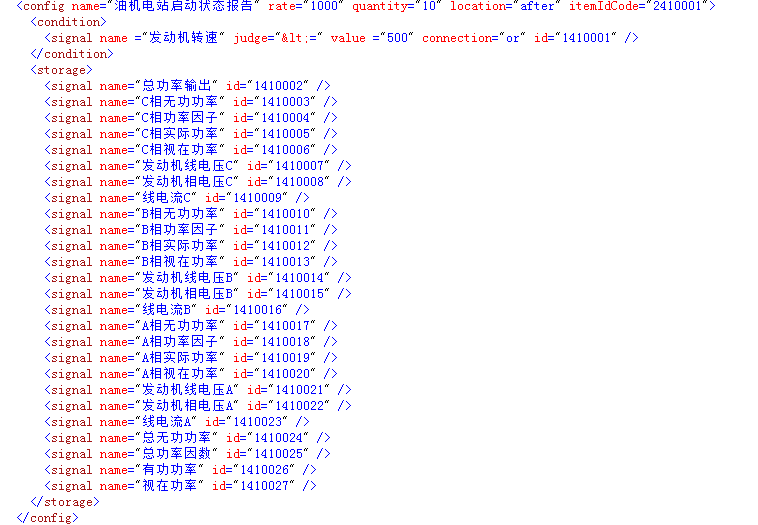 <config name="油机电站启动状态报告" rate="1000" quantity="10" location="after" itemIdCode="2410001">
<condition>
<signal name ="发动机转速" judge="&lt;=" value ="500" connection="or" id="1410001" />
</condition>
<storage>
<signal name="总功率输出" id="1410002" />
<signal name="C相无功功率" id="1410003" />
<signal name="C相功率因子" id="1410004" />
<signal name="C相实际功率" id="1410005" />
<signal name="C相视在功率" id="1410006" />
<signal name="发动机线电压C" id="1410007" />
<signal name="发动机相电压C" id="1410008" />
<signal name="线电流C" id="1410009" />
<signal name="B相无功功率" id="1410010" />
<signal name="B相功率因子" id="1410011" />
<signal name="B相实际功率" id="1410012" />
<signal name="B相视在功率" id="1410013" />
<signal name="发动机线电压B" id="1410014" />
<signal name="发动机相电压B" id="1410015" />
<signal name="线电流B" id="1410016" />
<signal name="A相无功功率" id="1410017" />
<signal name="A相功率因子" id="1410018" />
<signal name="A相实际功率" id="1410019" />
<signal name="A相视在功率" id="1410020" />
<signal name="发动机线电压A" id="1410021" />
<signal name="发动机相电压A" id="1410022" />
<signal name="线电流A" id="1410023" />
<signal name="总无功功率" id="1410024" />
<signal name="总功率因数" id="1410025" />
<signal name="有功功率" id="1410026" />
<signal name="视在功率" id="1410027" />
</storage>
</config>